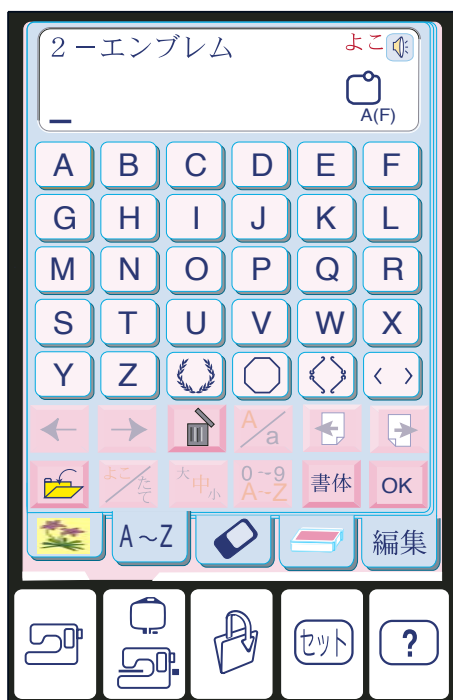 2－エンブレム よこ
A(F)
A B C D E F
G H I J K L
M N O P Q R
S T U V W X
Y Z
A/a
よこ/たて 大中小 0～9 A～Z 書体 OK
A～Z 編集
セット ?